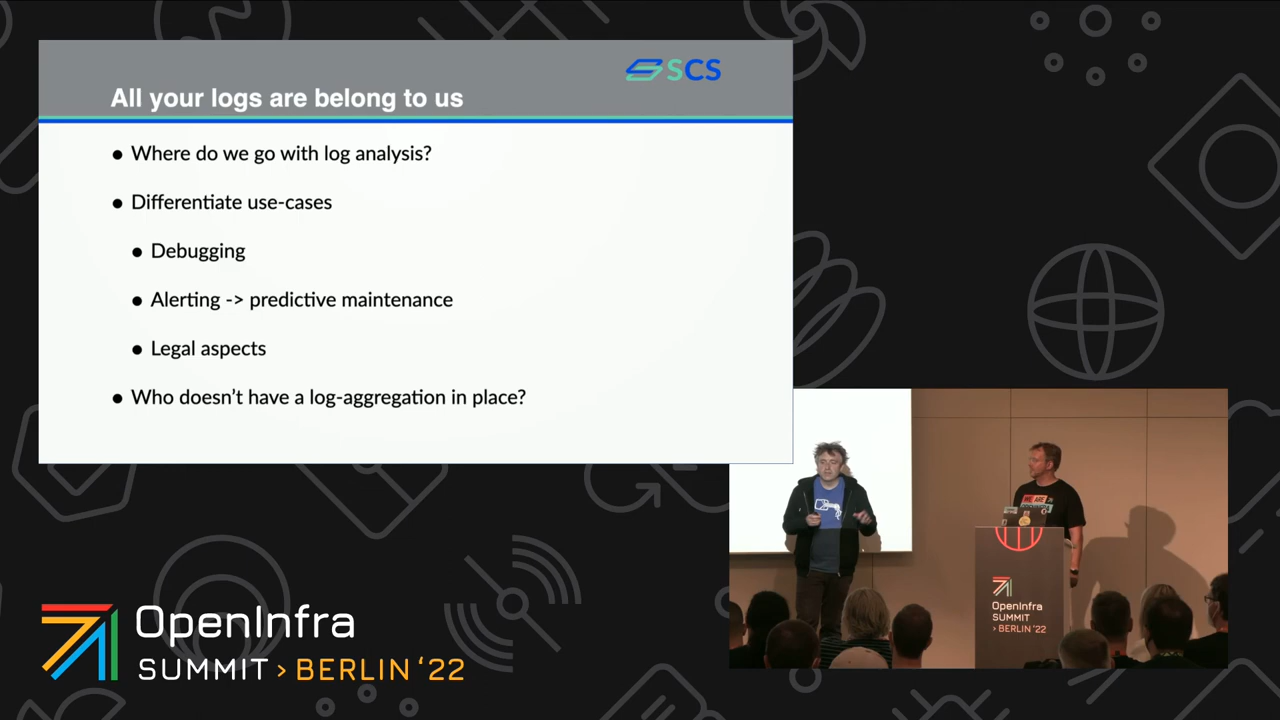 SCS
All your logs are belong to us
● Where do we go with log analysis?
● Differentiate use-cases
● Debugging
● Alerting -> predictive maintenance
● Legal aspects
● Who doesn't have a log-aggregation in place?
WE ARE
OpenInfra
SUMMIT
> BERLIN '22
OpenInfra
SUMMIT > BERLIN '22